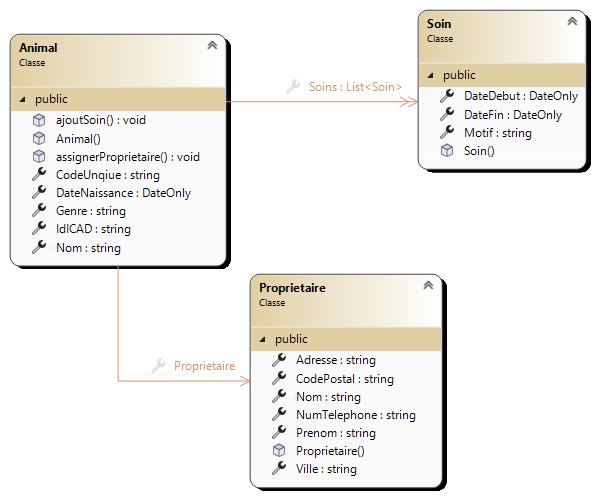 Animal
Classe
public
ajoutSoin() : void
Animal()
assignerProprietaire() : void
CodeUnqiue : string
DateNaissance : DateOnly
Genre : string
IdICAD : string
Nom : string
Soins : List<Soin>
Soin
Classe
public
DateDebut : DateOnly
DateFin : DateOnly
Motif : string
Soin()
Proprietaire
Proprietaire
Classe
public
Adresse : string
CodePostal : string
Nom : string
NumTelephone : string
Prenom : string
Proprietaire()
Ville : string